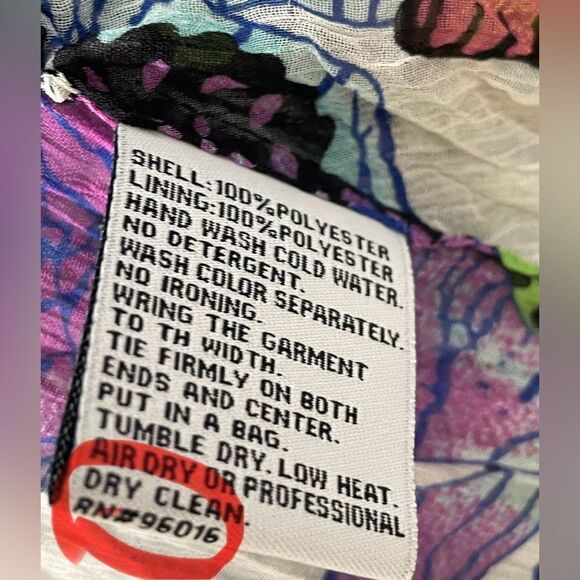 SHELL:100%POLYESTER
LINING:100%POLYESTER
HAND WASH COLD WATER.
NO DETERGENT.
WASH COLOR SEPARATELY.
NO IRONING.
WRING THE GARMENT
TO TH WIDTH.
TIE FIRMLY ON BOTH
ENDS AND CENTER.
PUT IN A BAG.
TUMBLE DRY. LOW HEAT.
AIR DRY OR PROFESSIONAL
DRY CLEAN.
RN#96016